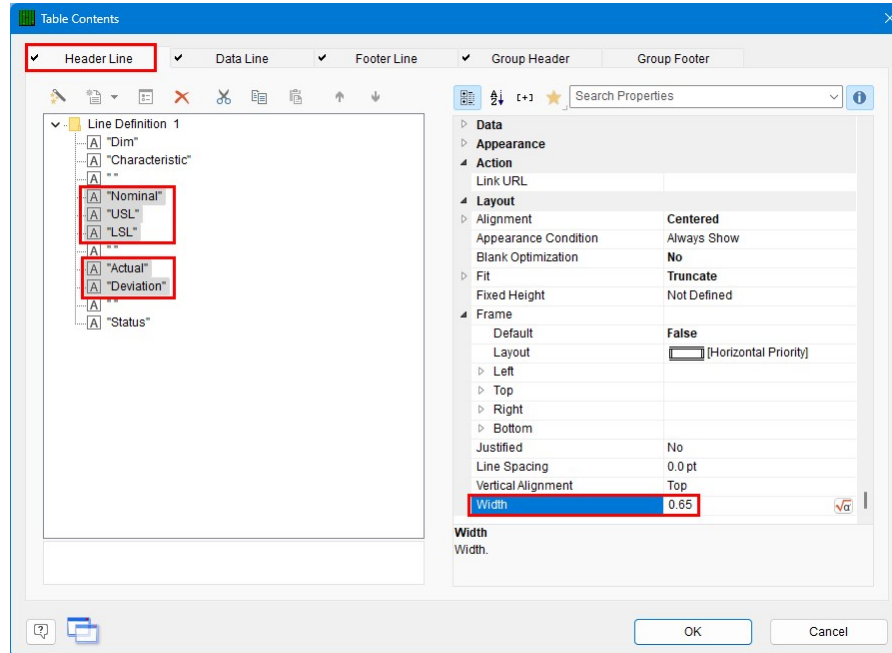 Table Contents
Header Line
Data Line
Footer Line
Group Header
Group Footer
Search Properties
Line Definition 1
"Dim"
"Characteristic"
" "
"Nominal"
"USL"
"LSL"
" "
"Actual"
"Deviation"
" "
"Status"
Data
Appearance
Action
Link URL
Layout
Alignment Centered
Appearance Condition Always Show
Blank Optimization No
Fit Truncate
Fixed Height Not Defined
Frame
Default False
Layout [Horizontal Priority]
Left
Top
Right
Bottom
Justified No
Line Spacing 0.0 pt
Vertical Alignment Top
Width 0.65
Width
Width.
OK
Cancel